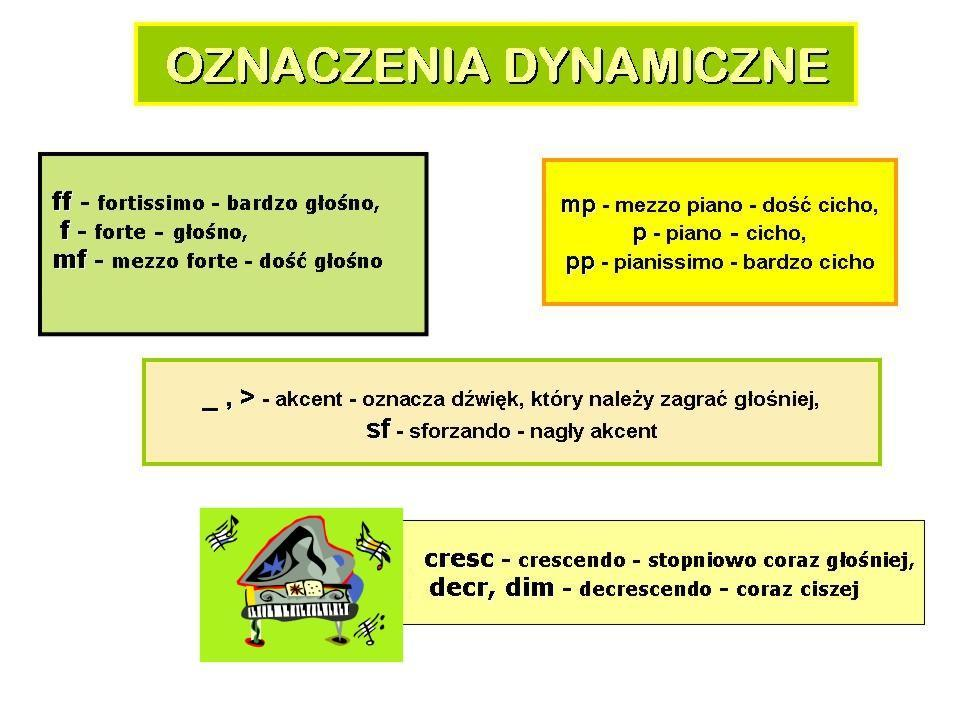 OZNACZENIA DYNAMICZNE
ff - fortissimo - bardzo głośno,
f - forte - głośno,
mf - mezzo forte - dość głośno
mp - mezzo piano - dość cicho,
p - piano - cicho,
pp - pianissimo - bardzo cicho
_ , > - akcent - oznacza dźwięk, który należy zagrać głośniej,
sf - sforzando - nagły akcent
cresc - crescendo - stopniowo coraz głośniej,
decr, dim - decrescendo - coraz ciszej